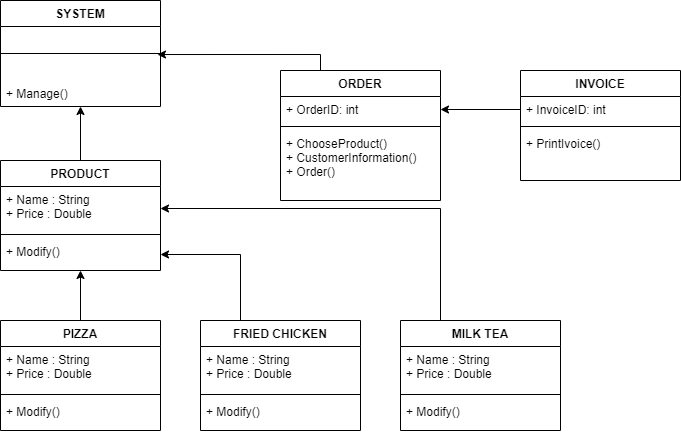 SYSTEM
+ Manage()
ORDER
+ OrderID: int
+ ChooseProduct()
+ CustomerInformation()
+ Order()
INVOICE
+ InvoiceID: int
+ PrintIvoice()
PRODUCT
+ Name : String
+ Price : Double
+ Modify()
PIZZA
+ Name : String
+ Price : Double
+ Modify()
FRIED CHICKEN
+ Name : String
+ Price : Double
+ Modify()
MILK TEA
+ Name : String
+ Price : Double
+ Modify()